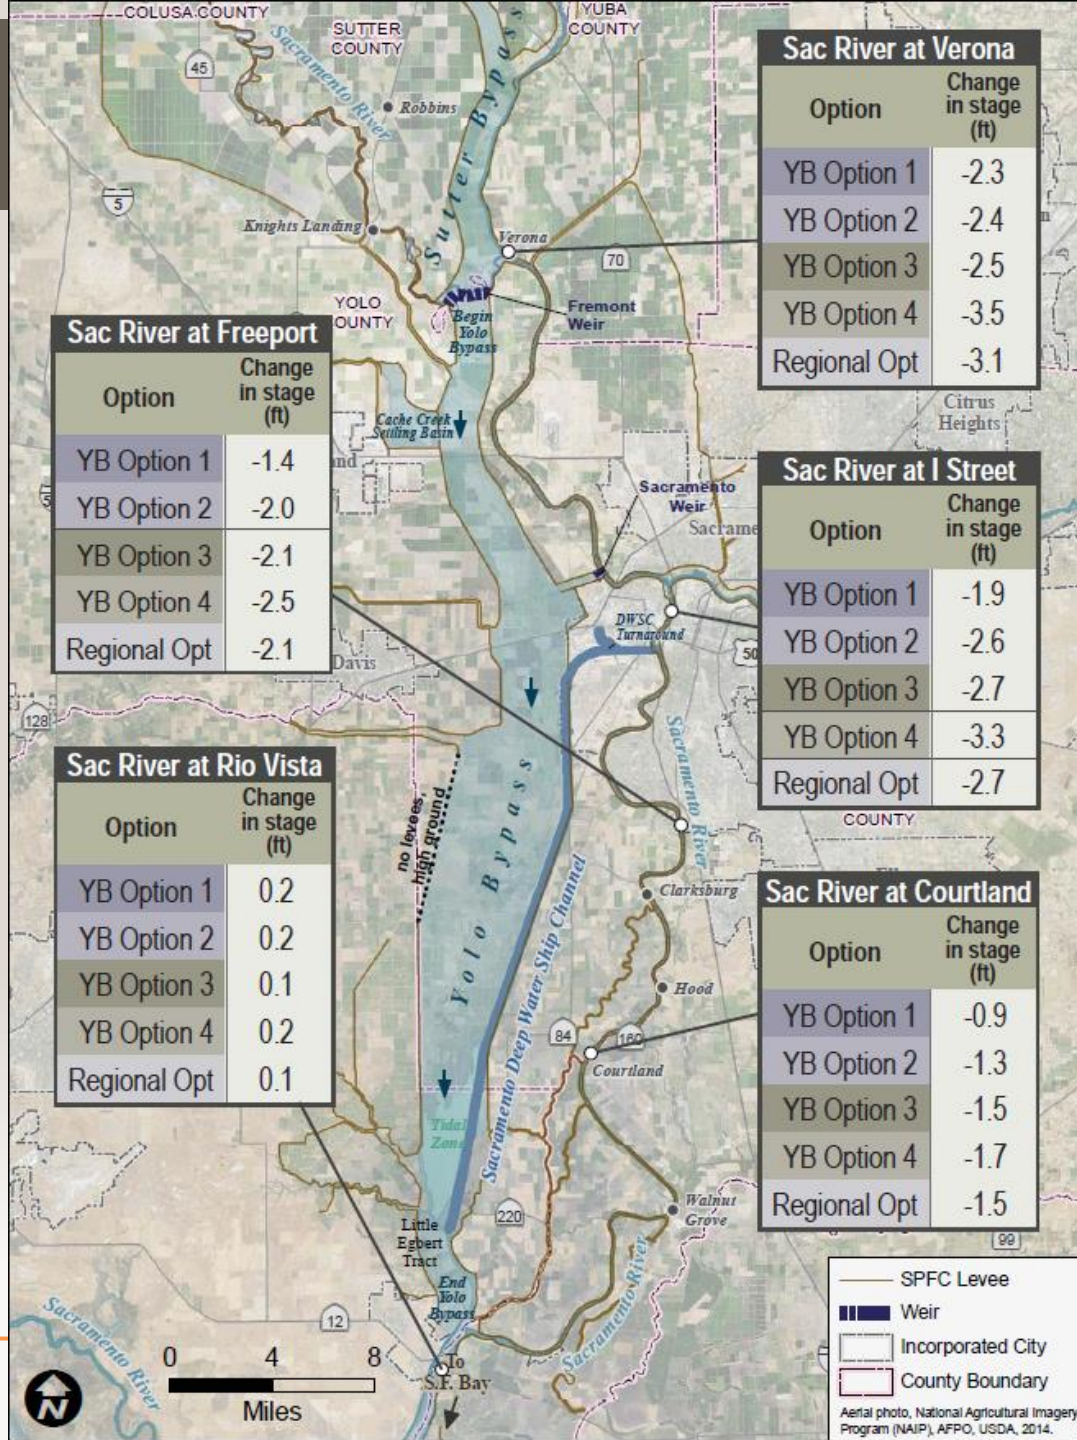 COLUSA COUNTY
SUTTER
COUNTY
YUBA
COUNTY
45
Sacramento River
Robbins
Sutter Bypass
5
Knights Landing
Verona
70
YOLO
OUNTY
Fremont
Weir
Begin
Yolo
Bypass
Sac River at Verona
Option
Change
in stage
(ft)
YB Option 1 -2.3
YB Option 2 -2.4
YB Option 3 -2.5
YB Option 4 -3.5
Regional Opt -3.1
Sac River at Freeport
Option
Change
in stage
(ft)
YB Option 1 -1.4
YB Option 2 -2.0
YB Option 3 -2.1
YB Option 4 -2.5
Regional Opt -2.1
Cache Creek
Settling Basin
Citrus
Heights
nd
5
Sacramento
Weir
Sacrame
Sac River at I Street
Option
Change
in stage
(ft)
YB Option 1 -1.9
YB Option 2 -2.6
YB Option 3 -2.7
YB Option 4 -3.3
Regional Opt -2.7
DWSC
Turnaround
50
Davis
128
Sacramento River
COUNTY
no levees,
high ground
Yolo Bypass
Sacramento Deep Water Ship Channel
Sac River at Rio Vista
Option
Change
in stage
(ft)
YB Option 1 0.2
YB Option 2 0.2
YB Option 3 0.1
YB Option 4 0.2
Regional Opt 0.1
Clarksburg
Hood
84
160
Courtland
Sac River at Courtland
Option
Change
in stage
(ft)
YB Option 1 -0.9
YB Option 2 -1.3
YB Option 3 -1.5
YB Option 4 -1.7
Regional Opt -1.5
Tidal
Zone
220
Walnut
Grove
99
Little
Egbert
Tract
End
Yolo
Bypass
12
Sacramento River
Sacramento River
To
S.F. Bay
N
0 4 8
Miles
SPFC Levee
Weir
Incorporated City
County Boundary
Aerial photo, National Agricultural Imagery
Program (NAIP), AFPO, USDA, 2014.